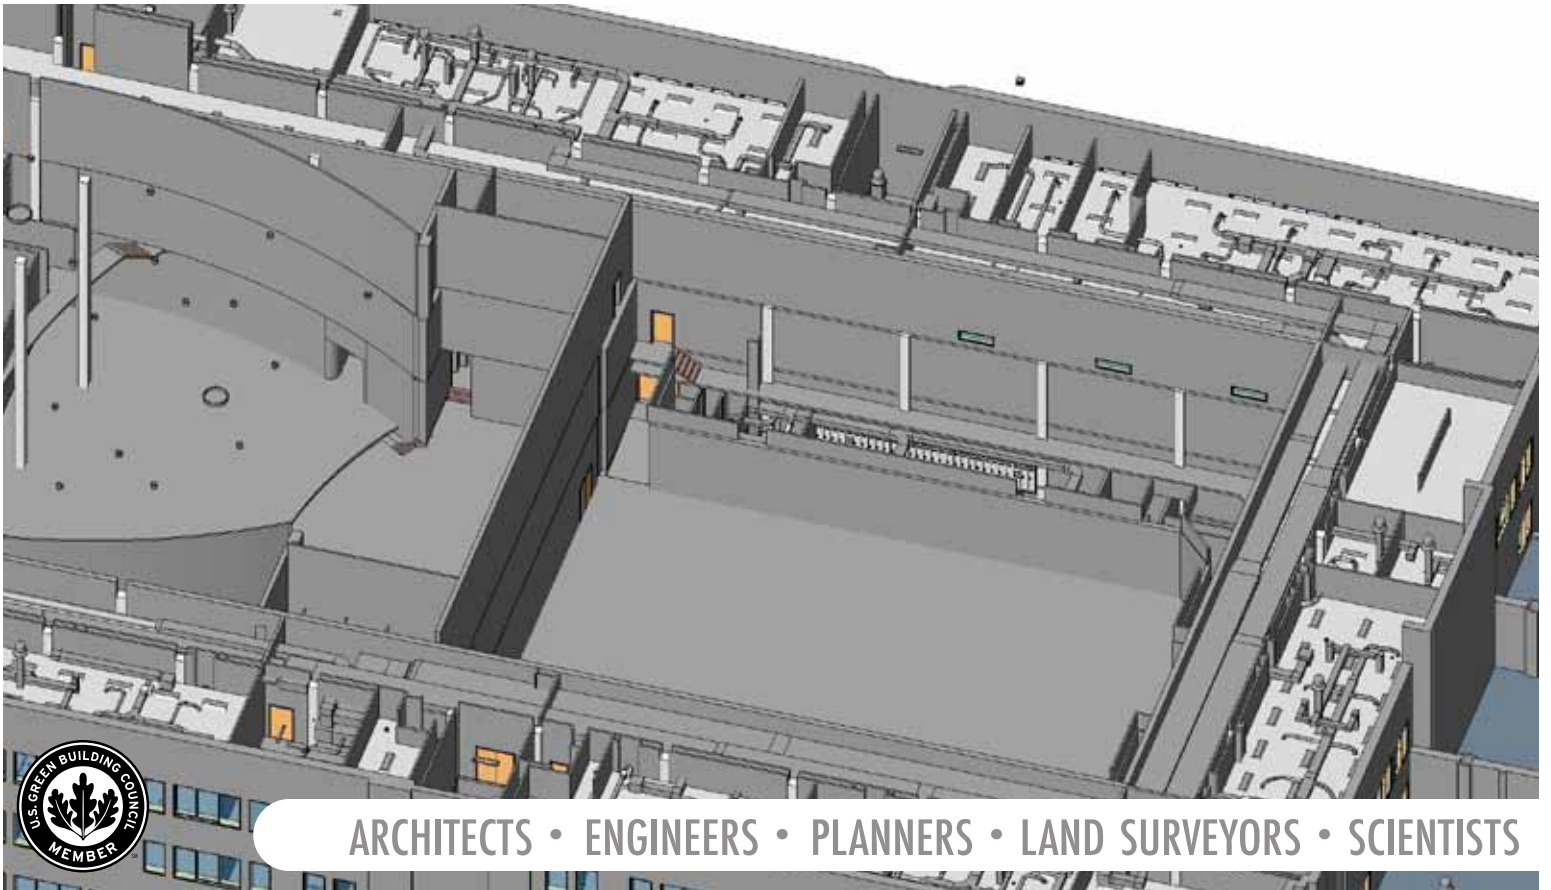 U.S. GREEN BUILDING COUNCIL
MEMBER
ARCHITECTS • ENGINEERS • PLANNERS • LAND SURVEYORS • SCIENTISTS